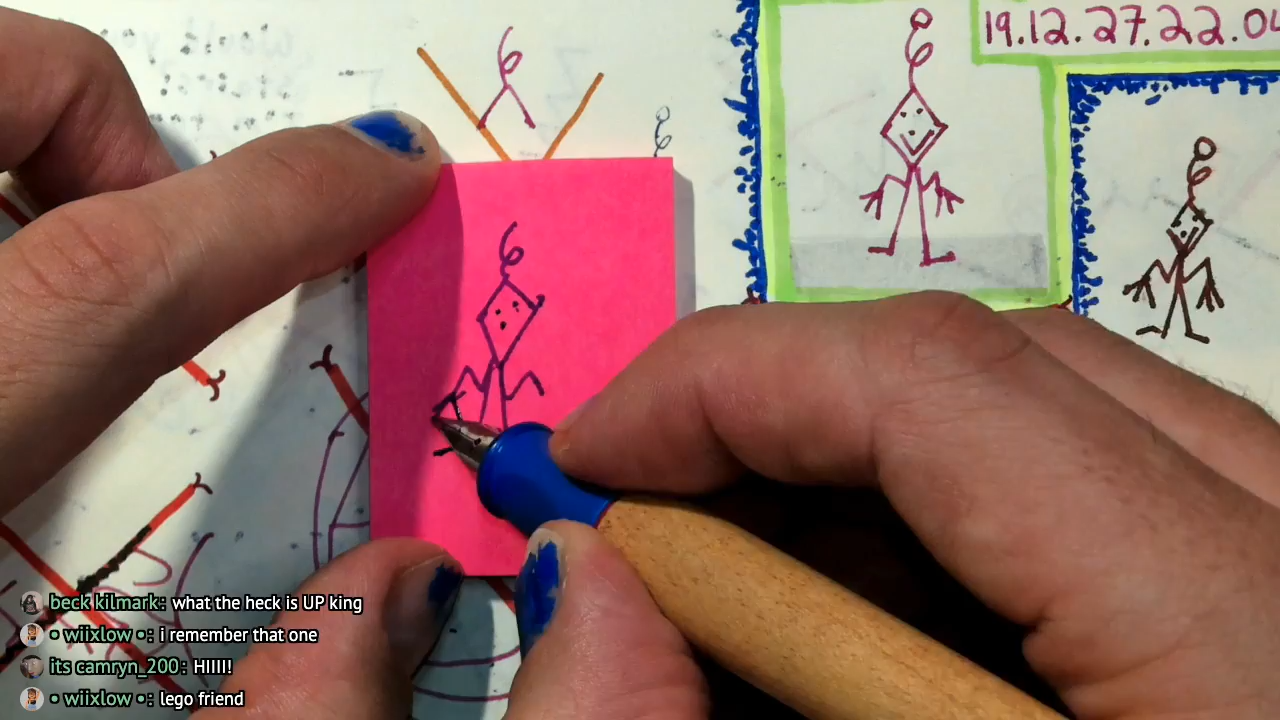 19.12.27.22.04
beck kilmark: what the heck is UP king
• wiixlow •: i remember that one
its camryn_200: HIIII!
• wiixlow •: lego friend